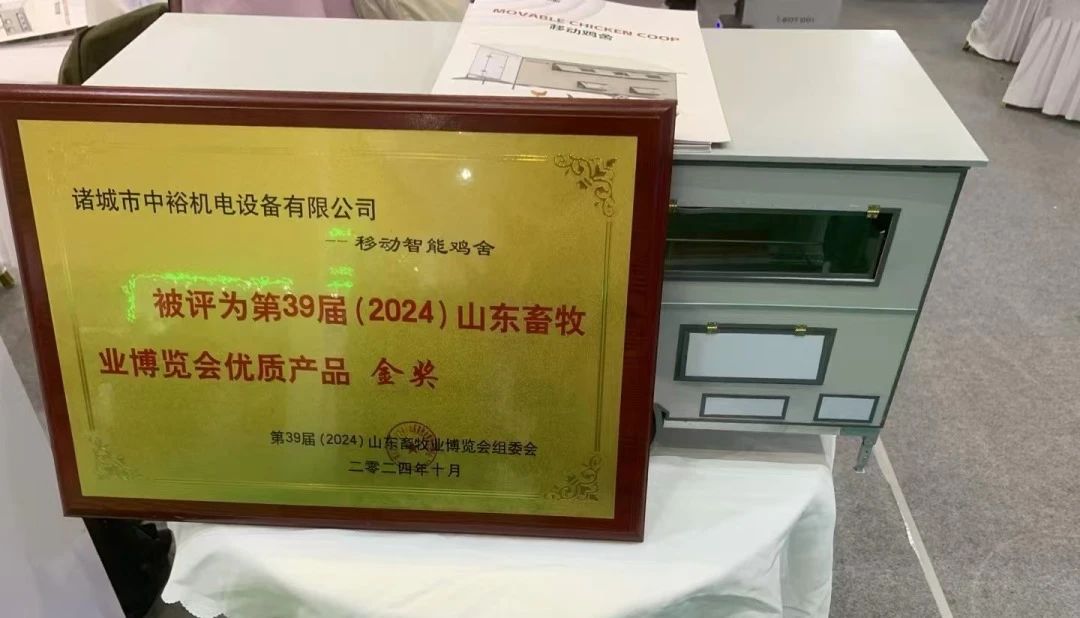 MOVABLE CHICKEN COOP
移动鸡舍
诸城市中裕机电设备有限公司
--移动智能鸡舍
被评为第39届(2024)山东畜牧
业博览会优质产品 金奖
第39届(2024)山东畜牧业博览会组委会
二零二四年十月